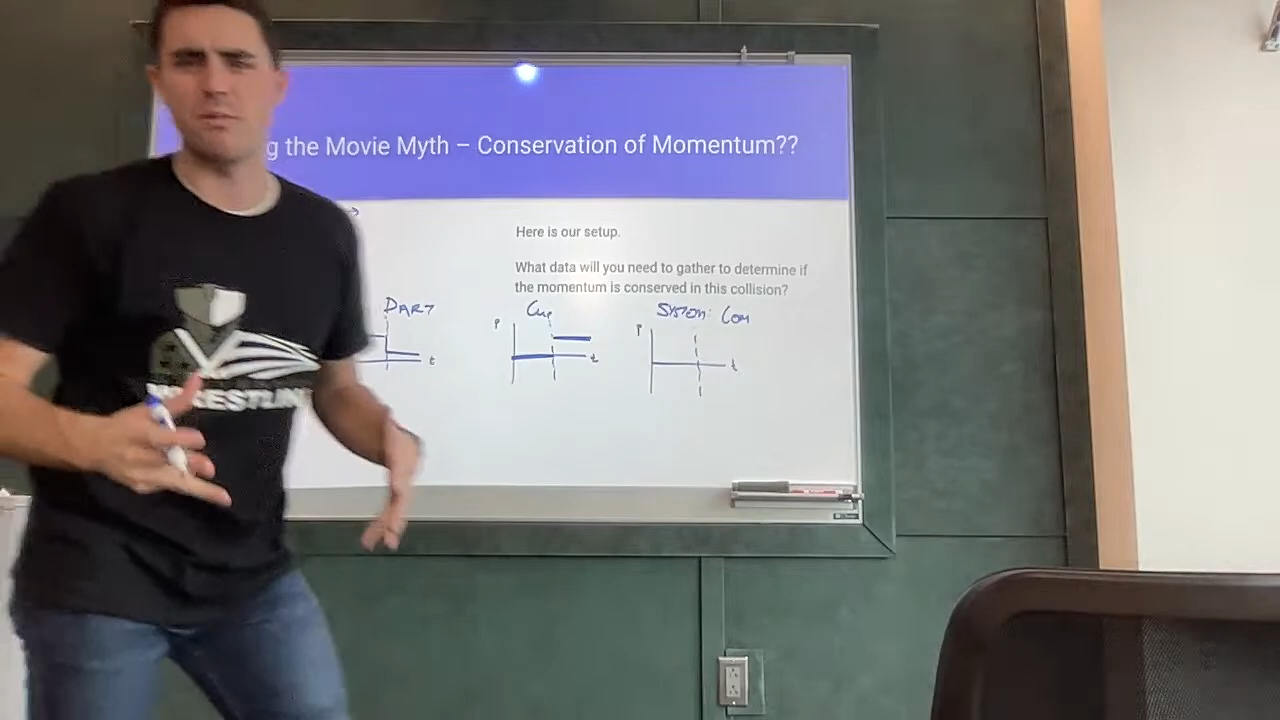 g the Movie Myth – Conservation of Momentum??
Here is our setup.
What data will you need to gather to determine if
the momentum is conserved in this collision?
DART
Cup
SYSTEM: COM
t
P
t
P
t